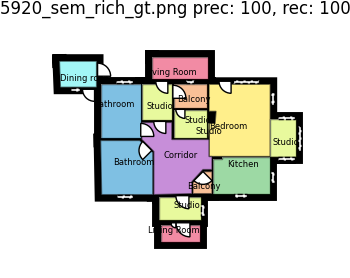 5920_sem_rich_gt.png prec: 100, rec: 100
Living Room
Dining ro
Balcony
Bathroom
Studio
Studio
Studio
Bedroom
Studio
Corridor
Bathroom
Kitchen
Balcony
Studio
Living Room